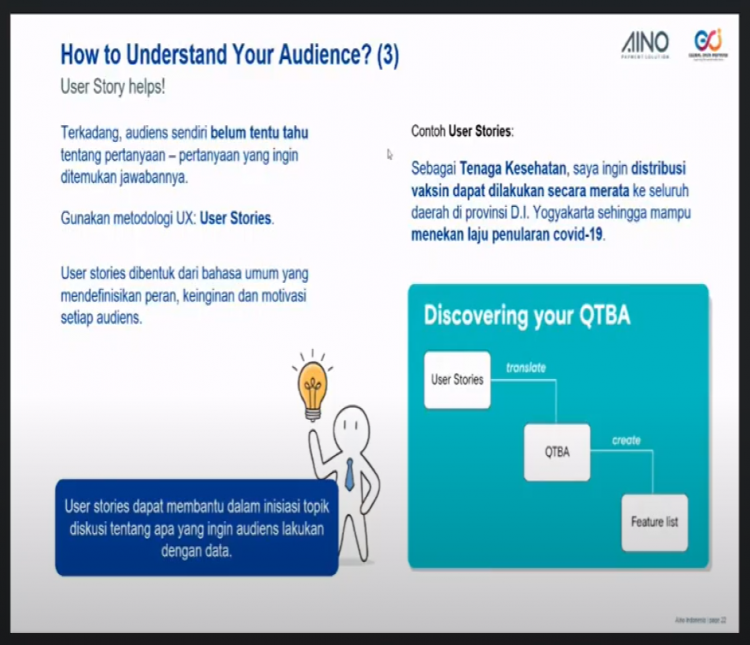 How to Understand Your Audience? (3)
User Story helps!
AINO
PAYMENT SOLUTION
Terkadang, audiens sendiri belum tentu tahu
tentang pertanyaan – pertanyaan yang ingin
ditemukan jawabannya.
Gunakan metodologi UX: User Stories.
User stories dibentuk dari bahasa umum yang
mendefinisikan peran, keinginan dan motivasi
setiap audiens.
User stories dapat membantu dalam inisiasi topik
diskusi tentang apa yang ingin audiens lakukan
dengan data.
Contoh User Stories:
Sebagai Tenaga Kesehatan, saya ingin distribusi
vaksin dapat dilakukan secara merata ke seluruh
daerah di provinsi D.I. Yogyakarta sehingga mampu
menekan laju penularan covid-19.
Discovering your QTBA
User Stories
translate
QTBA
create
Feature list
Aino Indonesia | page 22